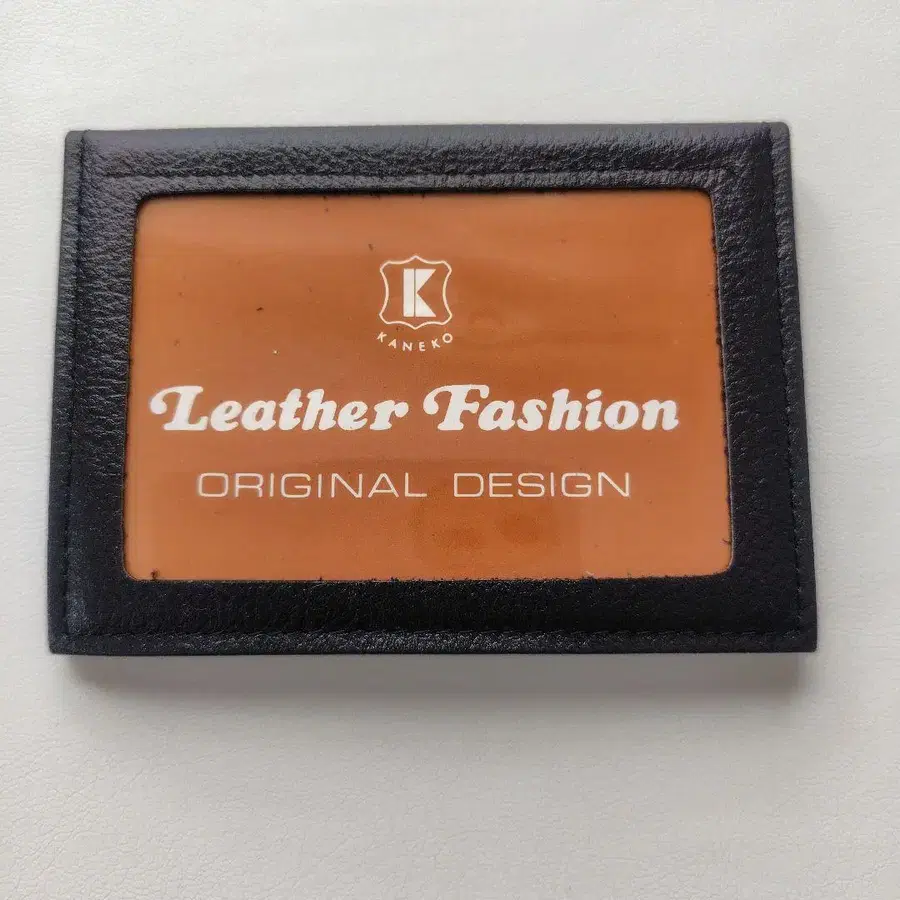 K
KANEKO
Leather Fashion
ORIGINAL DESIGN